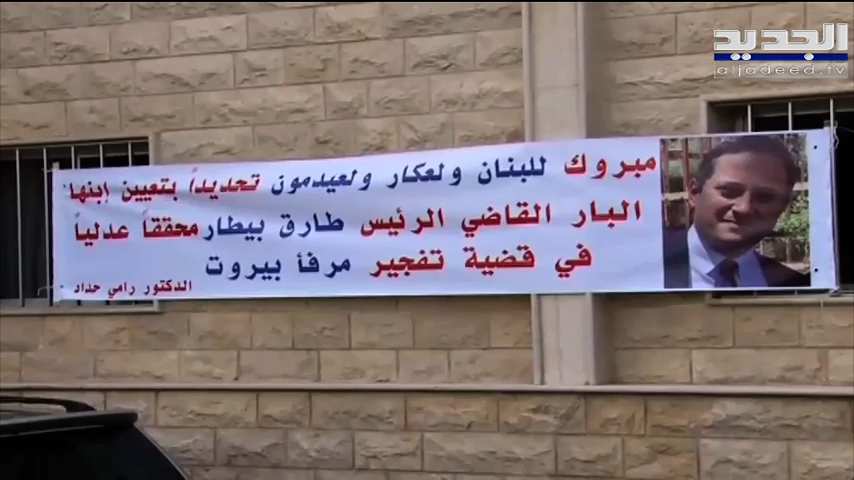 الجديد
aljadeed.tv
مبروك للبنان ولعكار ولعيدمون تحديداً بتعيين إبنها
البار القاضي الرئيس طارق بيطار محققاً عدلياً
في قضية تفجير مرفأ بيروت
الدكتور رامي حداد